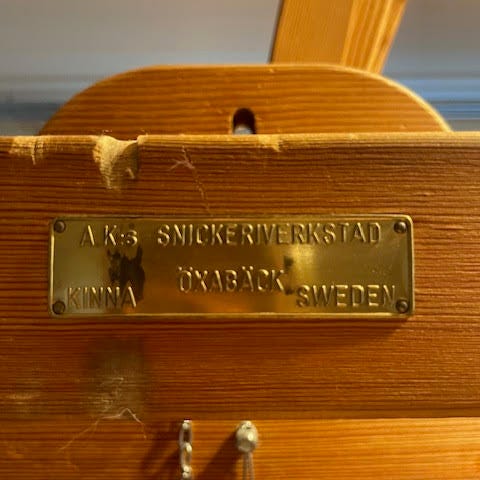 A.K:s SNICKERIVERKSTAD
ÖXABÄCK
KINNA SWEDEN